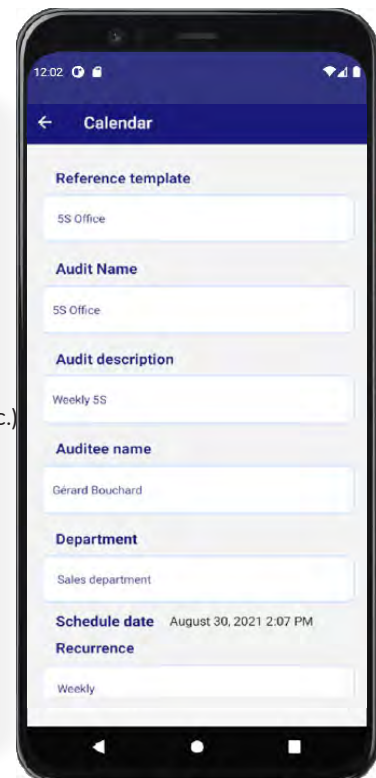 12:02
Calendar
Reference template
5S Office
Audit Name
5S Office
Audit description
Weekly 5S
c.)
Auditee name
Gérard Bouchard
Department
Sales department
Schedule date August 30, 2021 2:07 PM
Recurrence
Weekly